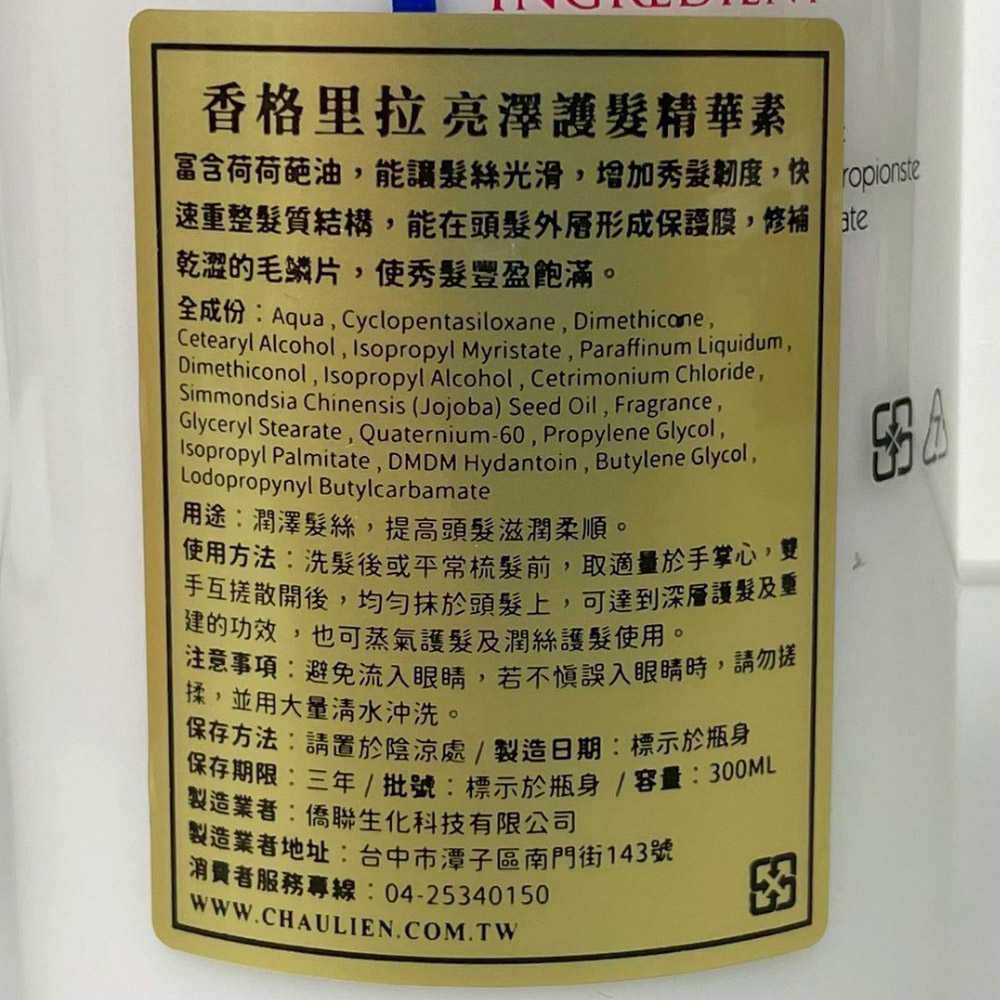 INGREDIENT
香格里拉 亮澤護髮精華素
富含荷荷葩油，能讓髮絲光滑，增加秀髮韌度，快
速重整髮質結構，能在頭髮外層形成保護膜，修補
乾澀的毛鱗片，使秀髮豐盈飽滿。
全成份：Aqua , Cyclopentasiloxane , Dimethicone ,
Cetearyl Alcohol , Isopropyl Myristate , Paraffinum Liquidum ,
Dimethiconol , Isopropyl Alcohol , Cetrimonium Chloride ,
Simmondsia Chinensis (Jojoba) Seed Oil , Fragrance ,
Glyceryl Stearate , Quaternium-60 , Propylene Glycol ,
Isopropyl Palmitate , DMDM Hydantoin , Butylene Glycol ,
Lodopropynyl Butylcarbamate
用途：潤澤髮絲，提高頭髮滋潤柔順。
使用方法：洗髮後或平常梳髮前，取適量於手掌心，雙
手互搓散開後，均勻抹於頭髮上，可達到深層護髮及重
建的功效 ，也可蒸氣護髮及潤絲護髮使用。
注意事項：避免流入眼睛，若不慎誤入眼睛時，請勿搓
揉，並用大量清水沖洗。
保存方法：請置於陰涼處 / 製造日期：標示於瓶身
保存期限：三年 / 批號：標示於瓶身 / 容量：300ML
製造業者：僑聯生化科技有限公司
製造業者地址：台中市潭子區南門街143號
消費者服務專線：04-25340150
WWW.CHAULIEN.COM.TW
ropionste
ate
7